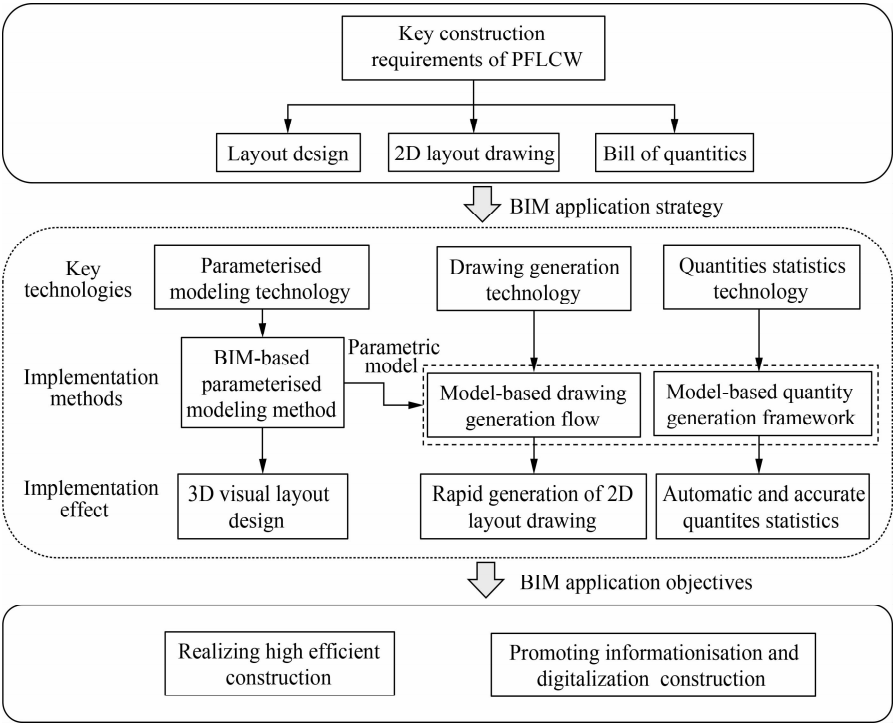 Key construction
requirements of PFLCW
Layout design
2D layout drawing
Bill of quantitics
BIM application strategy
Key
technologies
Parameterised
modeling technology
Drawing generation
technology
Quantities statistics
technology
Implementation
methods
BIM-based
parameterised
modeling method
Parametric
model
Model-based drawing
generation flow
Model-based quantity
generation framework
Implementation
effect
3D visual layout
design
Rapid generation of 2D
layout drawing
Automatic and accurate
quantites statistics
BIM application objectives
Realizing high efficient
construction
Promoting informationisation and
digitalization construction